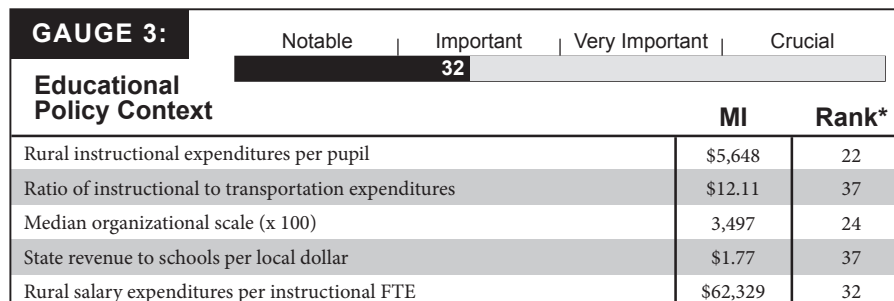 GAUGE 3:
Notable | Important | Very Important | Crucial
32
Educational
Policy Context
MI Rank*
Rural instructional expenditures per pupil $5,648 22
Ratio of instructional to transportation expenditures $12.11 37
Median organizational scale (x 100) 3,497 24
State revenue to schools per local dollar $1.77 37
Rural salary expenditures per instructional FTE $62,329 32